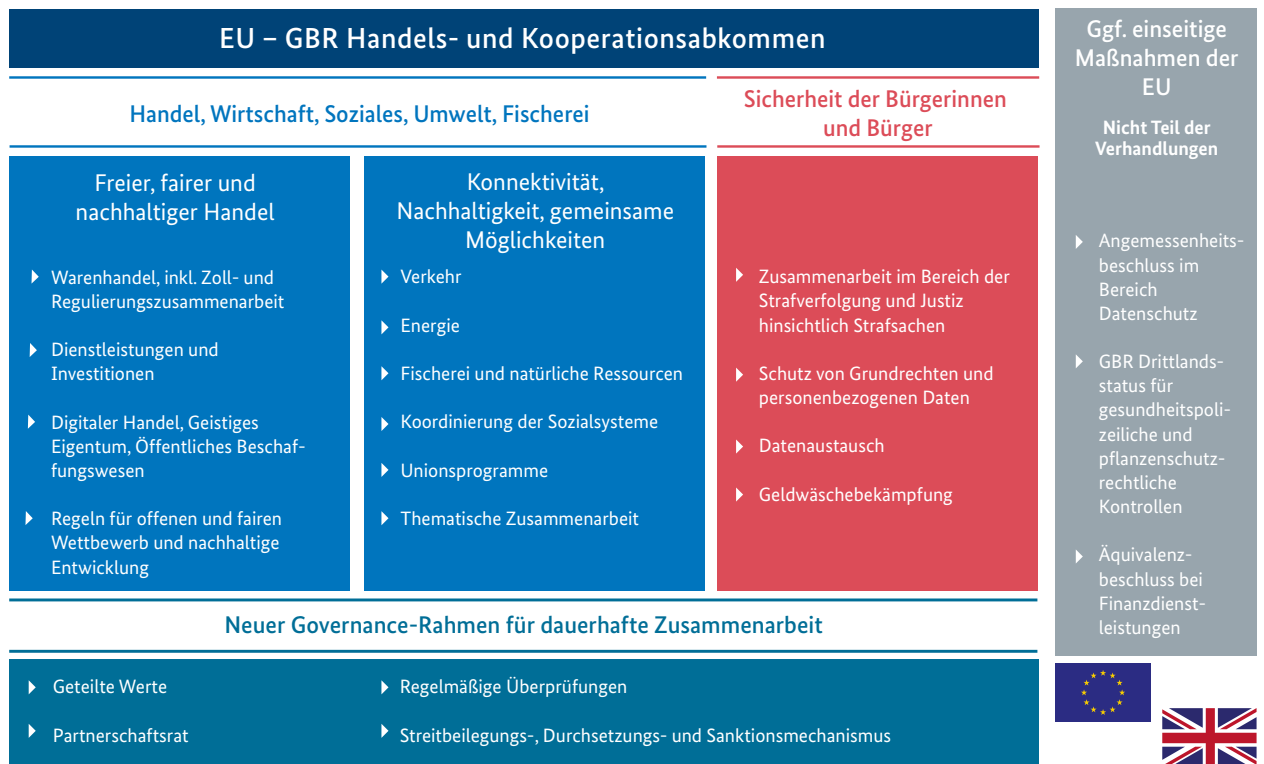 EU – GBR Handels- und Kooperationsabkommen
Handel, Wirtschaft, Soziales, Umwelt, Fischerei
Freier, fairer und
nachhaltiger Handel
Warenhandel, inkl. Zoll- und
Regulierungszusammenarbeit
Dienstleistungen und
Investitionen
Digitaler Handel, Geistiges
Eigentum, Öffentliches Beschaf-
fungswesen
Regeln für offenen und fairen
Wettbewerb und nachhaltige
Entwicklung
Konnektivität,
Nachhaltigkeit, gemeinsame
Möglichkeiten
Verkehr
Energie
Fischerei und natürliche Ressourcen
Koordinierung der Sozialsysteme
Unionsprogramme
Thematische Zusammenarbeit
Sicherheit der Bürgerinnen
und Bürger
Zusammenarbeit im Bereich der
Strafverfolgung und Justiz
hinsichtlich Strafsachen
Schutz von Grundrechten und
personenbezogenen Daten
Datenaustausch
Geldwäschebekämpfung
Neuer Governance-Rahmen für dauerhafte Zusammenarbeit
Geteilte Werte
Partnerschaftsrat
Regelmäßige Überprüfungen
Streitbeilegungs-, Durchsetzungs- und Sanktionsmechanismus
Ggf. einseitige
Maßnahmen der
EU
Nicht Teil der
Verhandlungen
Angemessenheits-
beschluss im
Bereich
Datenschutz
GBR Drittlands-
status für
gesundheitspoli-
zeiliche und
pflanzenschutz-
rechtliche
Kontrollen
Äquivalenz-
beschluss bei
Finanzdienst-
leistungen